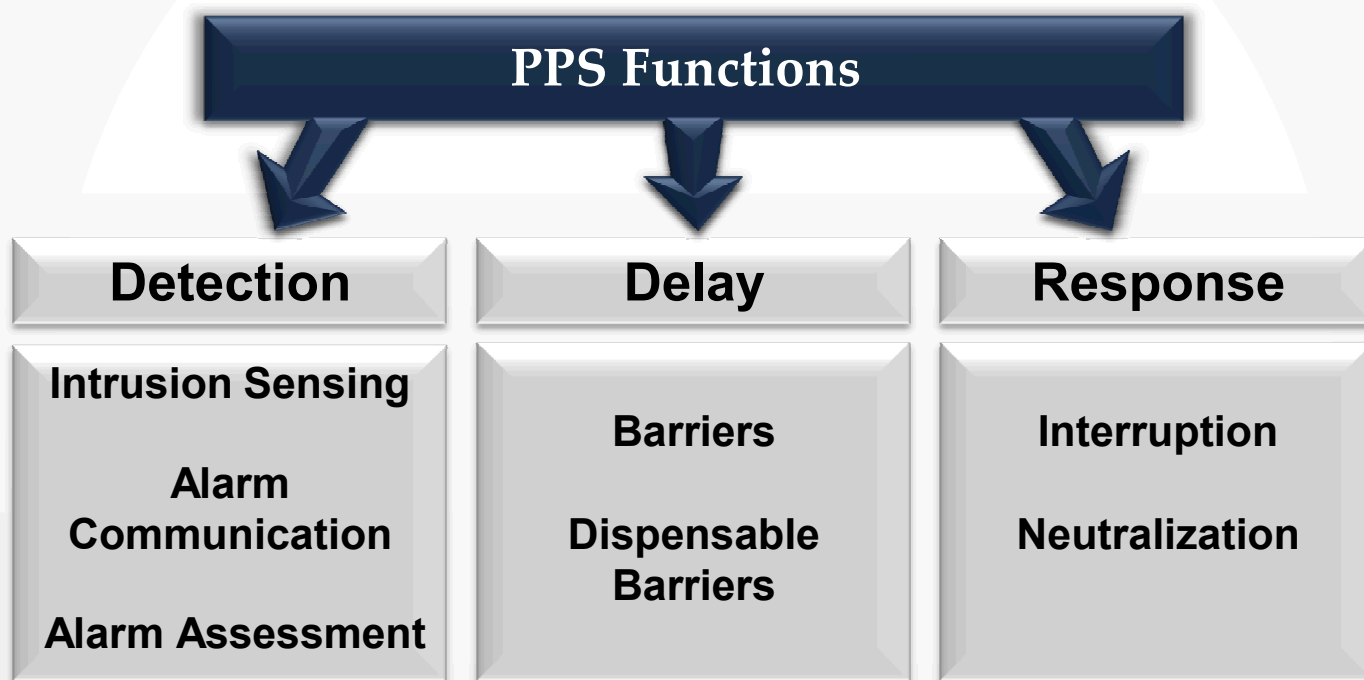 PPS Functions
Detection
Intrusion Sensing
Alarm
Communication
Alarm Assessment
Delay
Barriers
Dispensable
Barriers
Response
Interruption
Neutralization